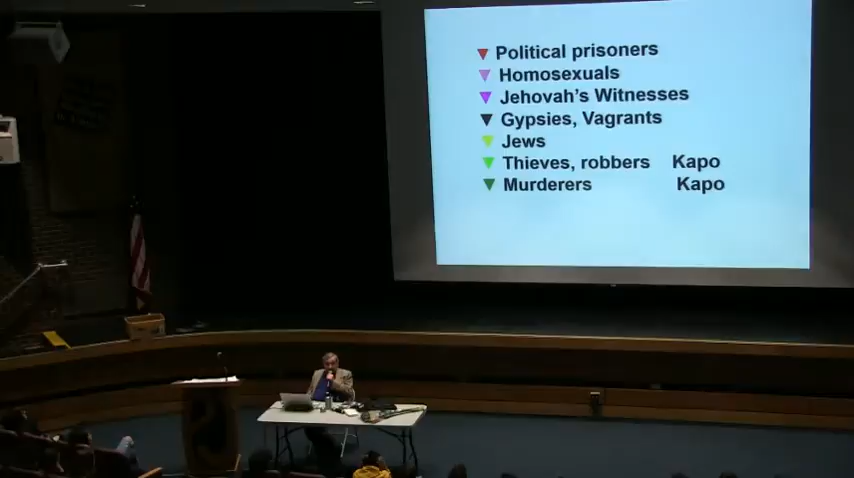 Political prisoners
Homosexuals
Jehovah's Witnesses
Gypsies, Vagrants
Jews
Thieves, robbers Kapo
Murderers Kapo